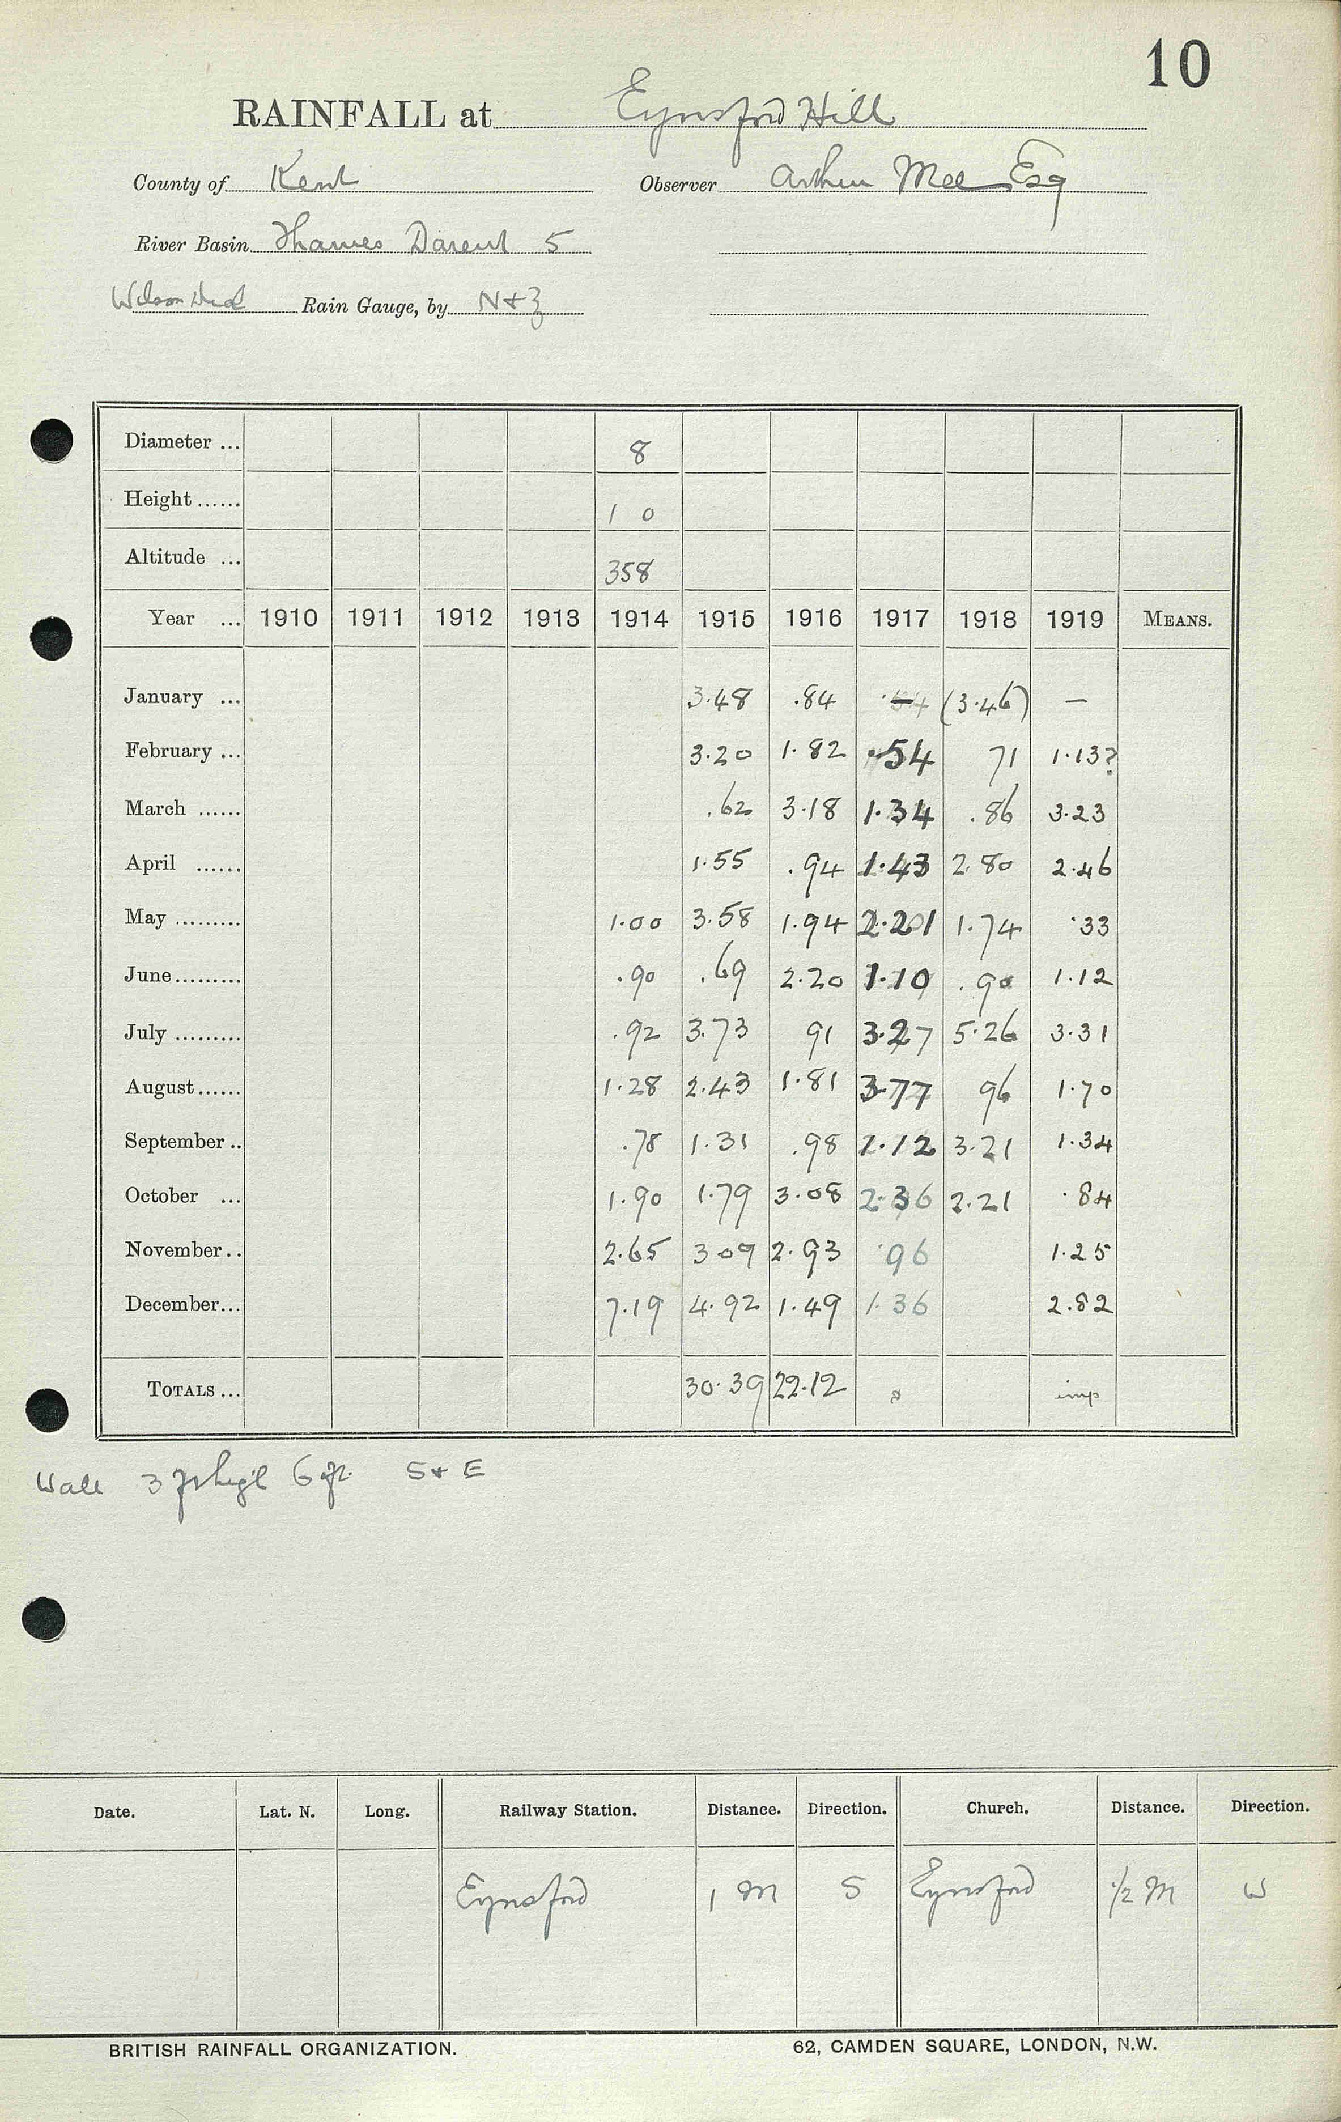 10
RAINFALL at Eynsford Hill
County of Kent Observer Arthur Mee Esq
River Basin Thames Darent 5
Rain Gauge, by N+Z
Diameter ... 8
Height ...... 1 0
Altitude ... 358
Year ... 1910 1911 1912 1913 1914 1915 1916 1917 1918 1919 MEANS.
January ... 3.48 .84 (3.46) —
February ... 3.20 1.82 .54 71 1.13?
March ...... .62 3.18 1.34 .86 3.23
April ...... 1.55 .94 1.43 2.80 2.46
May ......... 1.00 3.58 1.94 2.201 1.74 .33
June ......... .90 .69 2.20 1.10 .90 1.12
July ......... .92 3.73 91 3.27 5.26 3.31
August ...... 1.28 2.43 1.81 3.77 96 1.70
September .. .78 1.31 .98 1.12 3.21 1.34
October ... 1.90 1.79 3.08 2.36 2.21 .84
November .. 2.65 3 09 2.93 .96 1.25
December ... 7.19 4.92 1.49 1.36 2.82
TOTALS ... 30.39 22.12 imp
Wall 3 ft high 6 ft S + E
Date. Lat. N. Long. Railway Station. Distance. Direction. Church. Distance. Direction.
Eynsford 1 M S Eynsford 1/2 M W
BRITISH RAINFALL ORGANIZATION. 62, CAMDEN SQUARE, LONDON, N.W.